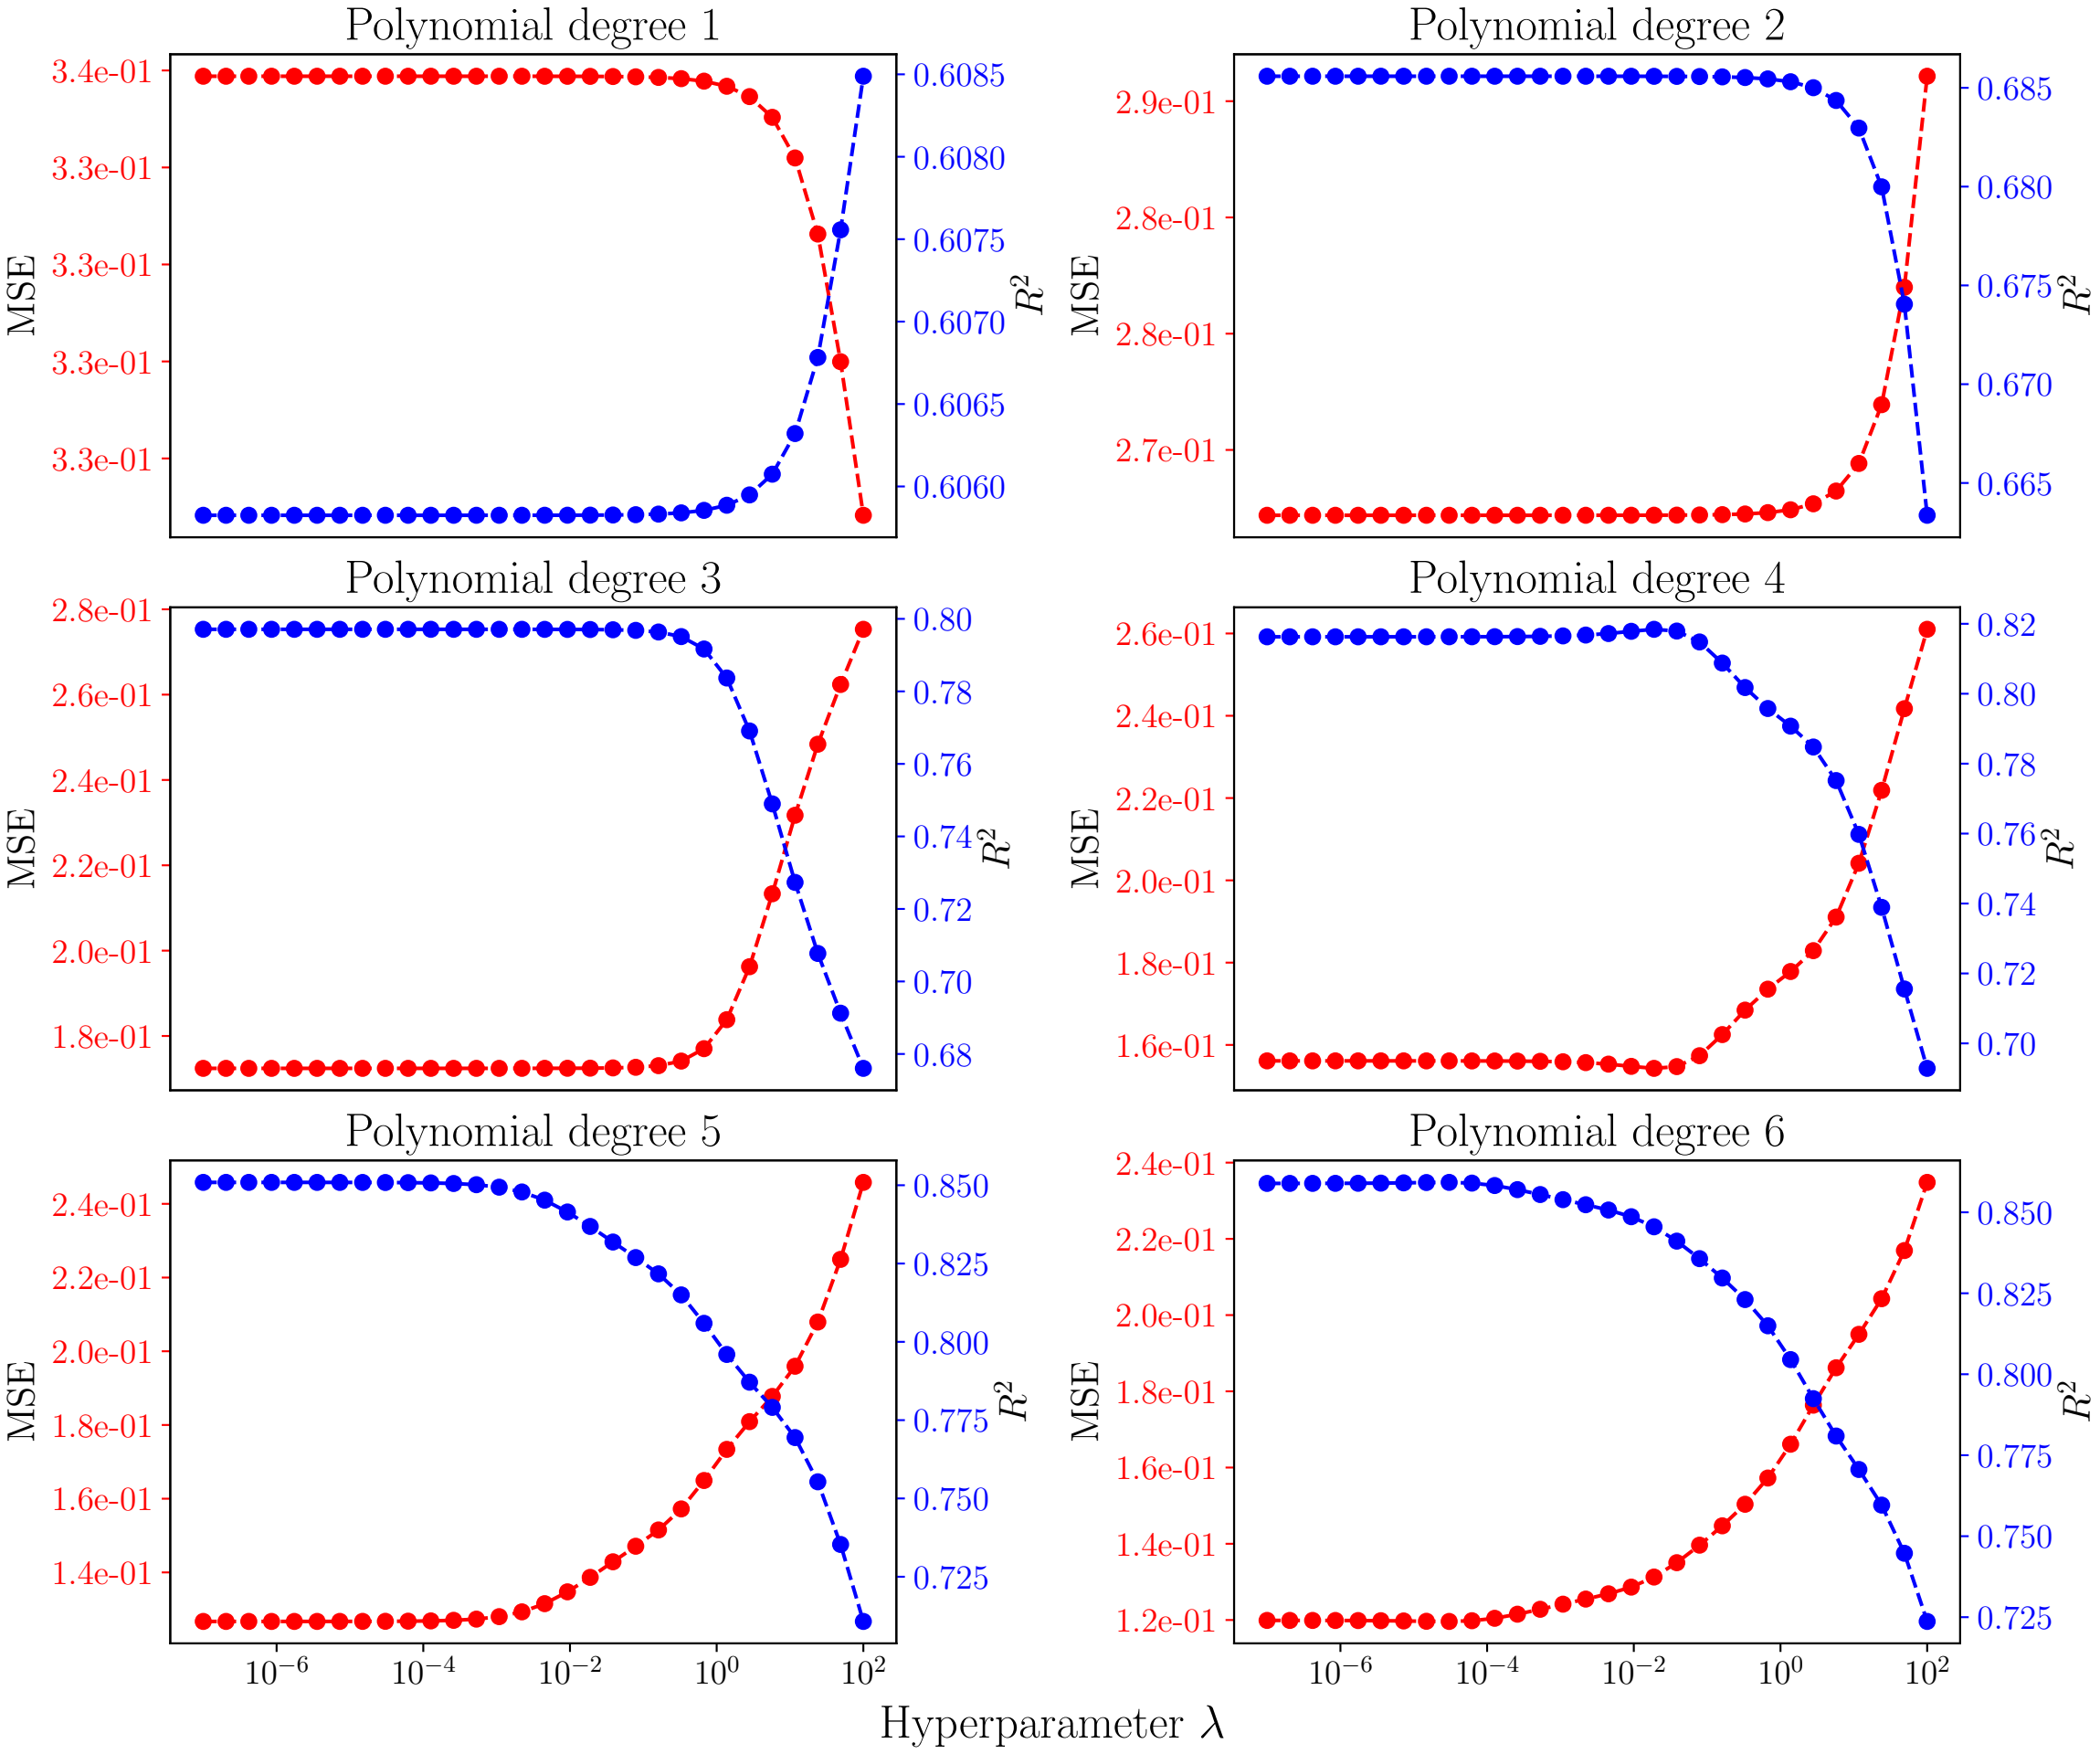 Polynomial degree 1
3.4e-01
3.3e-01
3.3e-01
3.3e-01
3.3e-01
MSE
0.6085
0.6080
0.6075
0.6070
0.6065
0.6060
R²
Polynomial degree 2
2.9e-01
2.8e-01
2.8e-01
2.7e-01
MSE
0.685
0.680
0.675
0.670
0.665
R²
Polynomial degree 3
2.8e-01
2.6e-01
2.4e-01
2.2e-01
2.0e-01
1.8e-01
MSE
0.80
0.78
0.76
0.74
0.72
0.70
0.68
R²
Polynomial degree 4
2.6e-01
2.4e-01
2.2e-01
2.0e-01
1.8e-01
1.6e-01
MSE
0.82
0.80
0.78
0.76
0.74
0.72
0.70
R²
Polynomial degree 5
2.4e-01
2.2e-01
2.0e-01
1.8e-01
1.6e-01
1.4e-01
MSE
0.850
0.825
0.800
0.775
0.750
0.725
R²
10⁻⁶ 10⁻⁴ 10⁻² 10⁰ 10²
Polynomial degree 6
2.4e-01
2.2e-01
2.0e-01
1.8e-01
1.6e-01
1.4e-01
1.2e-01
MSE
0.850
0.825
0.800
0.775
0.750
0.725
R²
10⁻⁶ 10⁻⁴ 10⁻² 10⁰ 10²
Hyperparameter λ